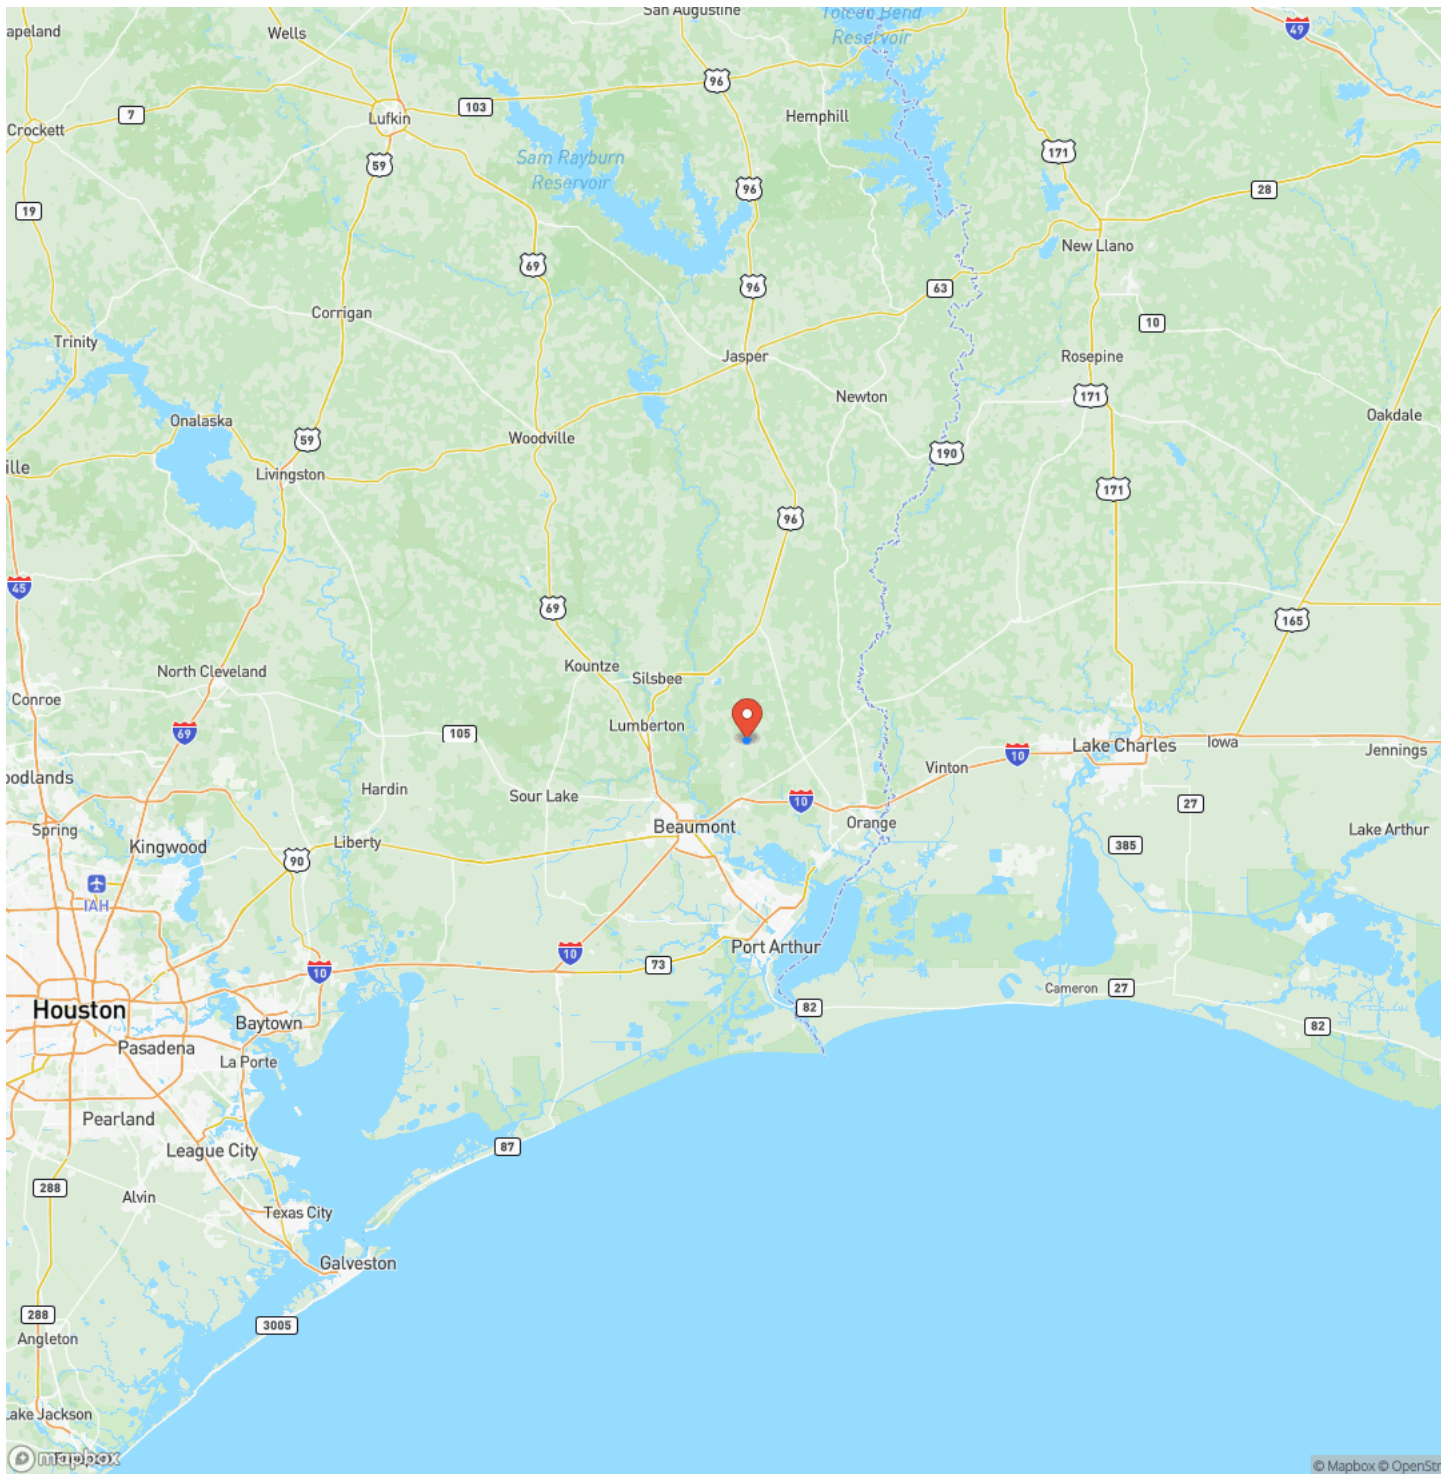 San Augustine
Toledo Bend
Reservoir
49
apeland
Wells
96
103
7
Lufkin
Hemphill
Crockett
59
Sam Rayburn
Reservoir
171
96
28
19
New Llano
69
96
63
Corrigan
10
Trinity
Jasper
Rosepine
Newton
171
Onalaska
Oakdale
59
Woodville
190
ille
Livingston
171
96
45
69
165
Kountze
North Cleveland
Silsbee
Conroe
Lumberton
69
105
Lake Charles
Iowa
10
Jennings
Vinton
oodlands
Hardin
Sour Lake
10
27
Orange
Beaumont
Spring
Lake Arthur
Kingwood
Liberty
385
90
IAH
Port Arthur
10
73
10
Cameron
27
82
Houston
Baytown
82
Pasadena
La Porte
Pearland
87
League City
288
Alvin
Texas City
Galveston
288
3005
Angleton
Lake Jackson
mapbox
© Mapbox © OpenStr